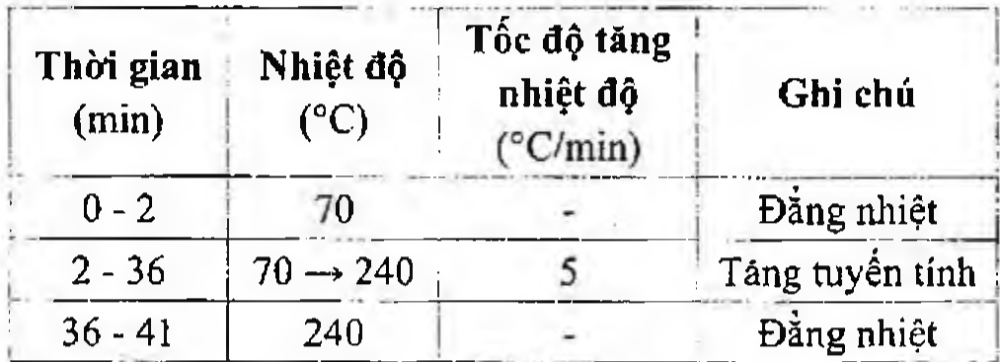 Thời gian (min) Nhiệt độ (°C) Tốc độ tăng nhiệt độ (°C/min) Ghi chú
0 - 2 70 - Đẳng nhiệt
2 - 36 70 → 240 5 Tăng tuyến tính
36 - 41 240 - Đẳng nhiệt